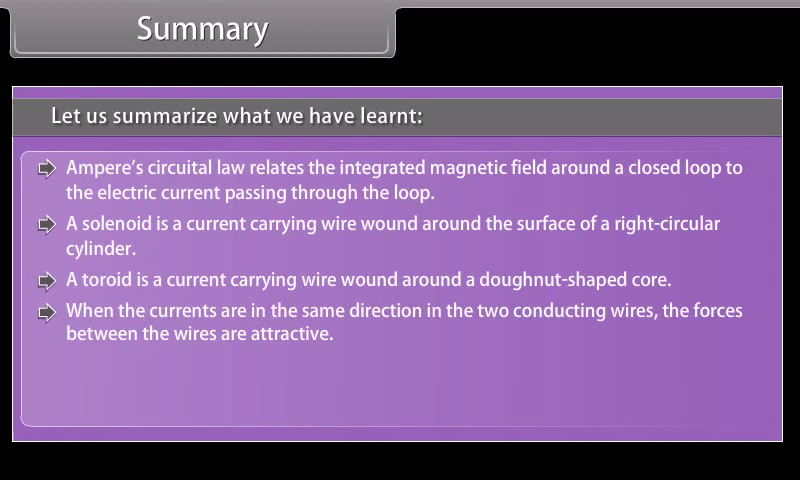 Summary
Let us summarize what we have learnt:
Ampere's circuital law relates the integrated magnetic field around a closed loop to
the electric current passing through the loop.
A solenoid is a current carrying wire wound around the surface of a right-circular
cylinder.
A toroid is a current carrying wire wound around a doughnut-shaped core.
When the currents are in the same direction in the two conducting wires, the forces
between the wires are attractive.